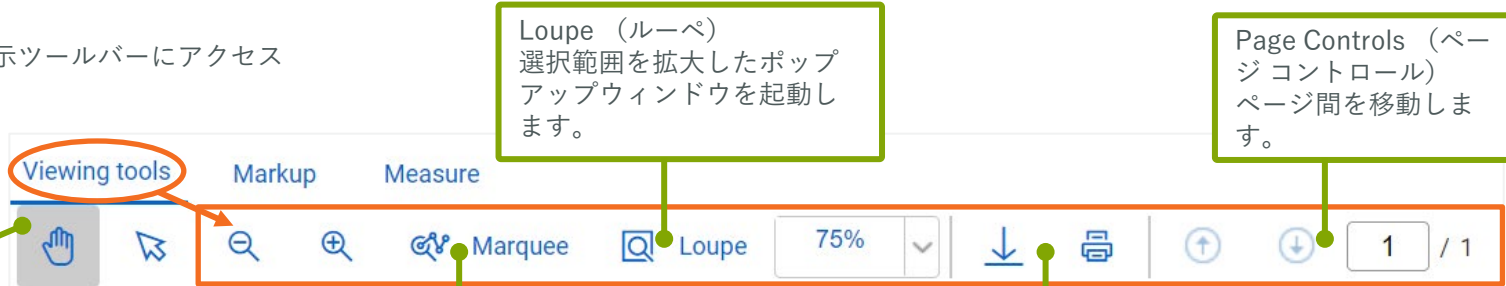 示ツールバーにアクセス
Loupe （ルーペ）
選択範囲を拡大したポップ
アップウィンドウを起動し
ます。
Page Controls （ペー
ジ コントロール）
ページ間を移動しま
す。
Viewing tools Markup Measure
Marquee Loupe 75% 1 / 1